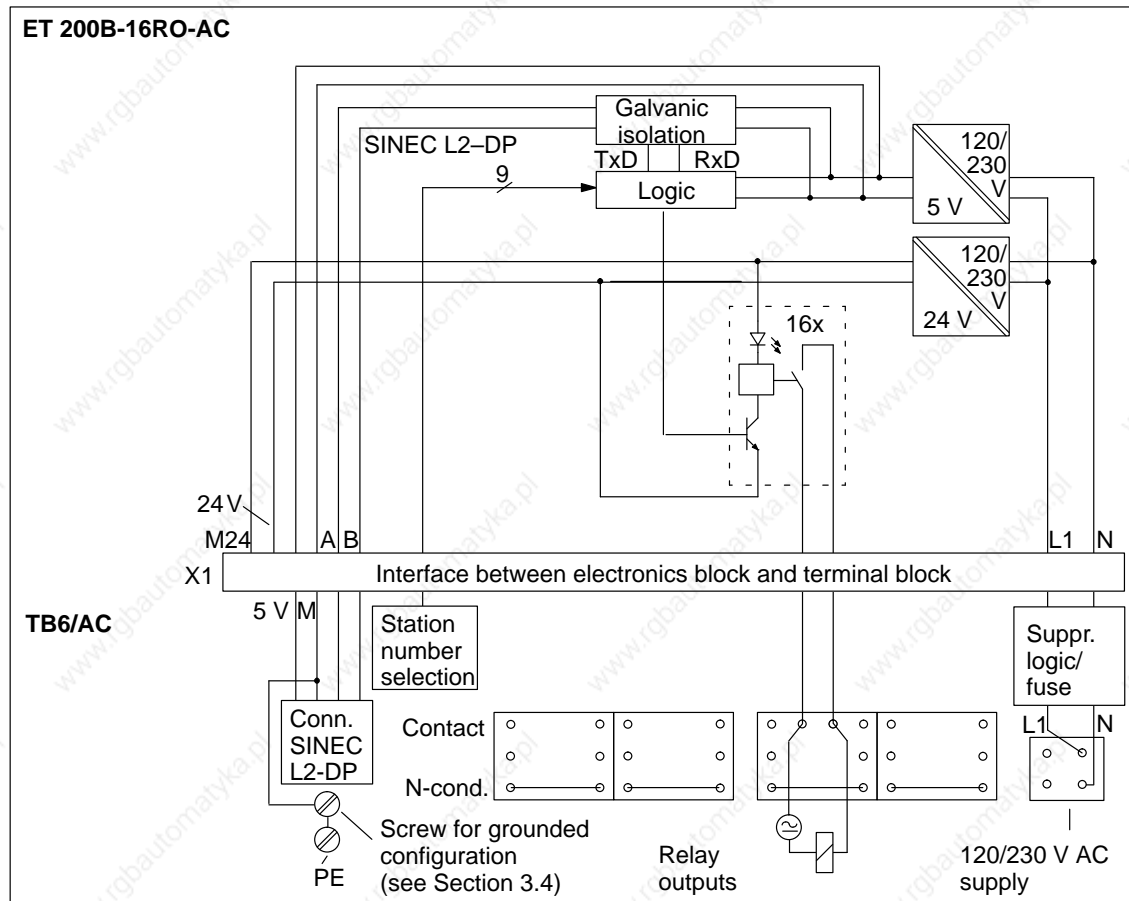 ET 200B-16RO-AC
Galvanic
isolation
SINEC L2–DP
TxD RxD
9
Logic
120/
230
V
5 V
120/
230
V
24 V
16x
24 V
M24 A B L1 N
X1 Interface between electronics block and terminal block
5 V M
TB6/AC
Station
number
selection
Suppr.
logic/
fuse
Conn.
SINEC
L2-DP
Contact
L1 N
N-cond.
Screw for grounded
configuration
(see Section 3.4)
PE
Relay
outputs
120/230 V AC
supply
www.rgbautomatyka.pl